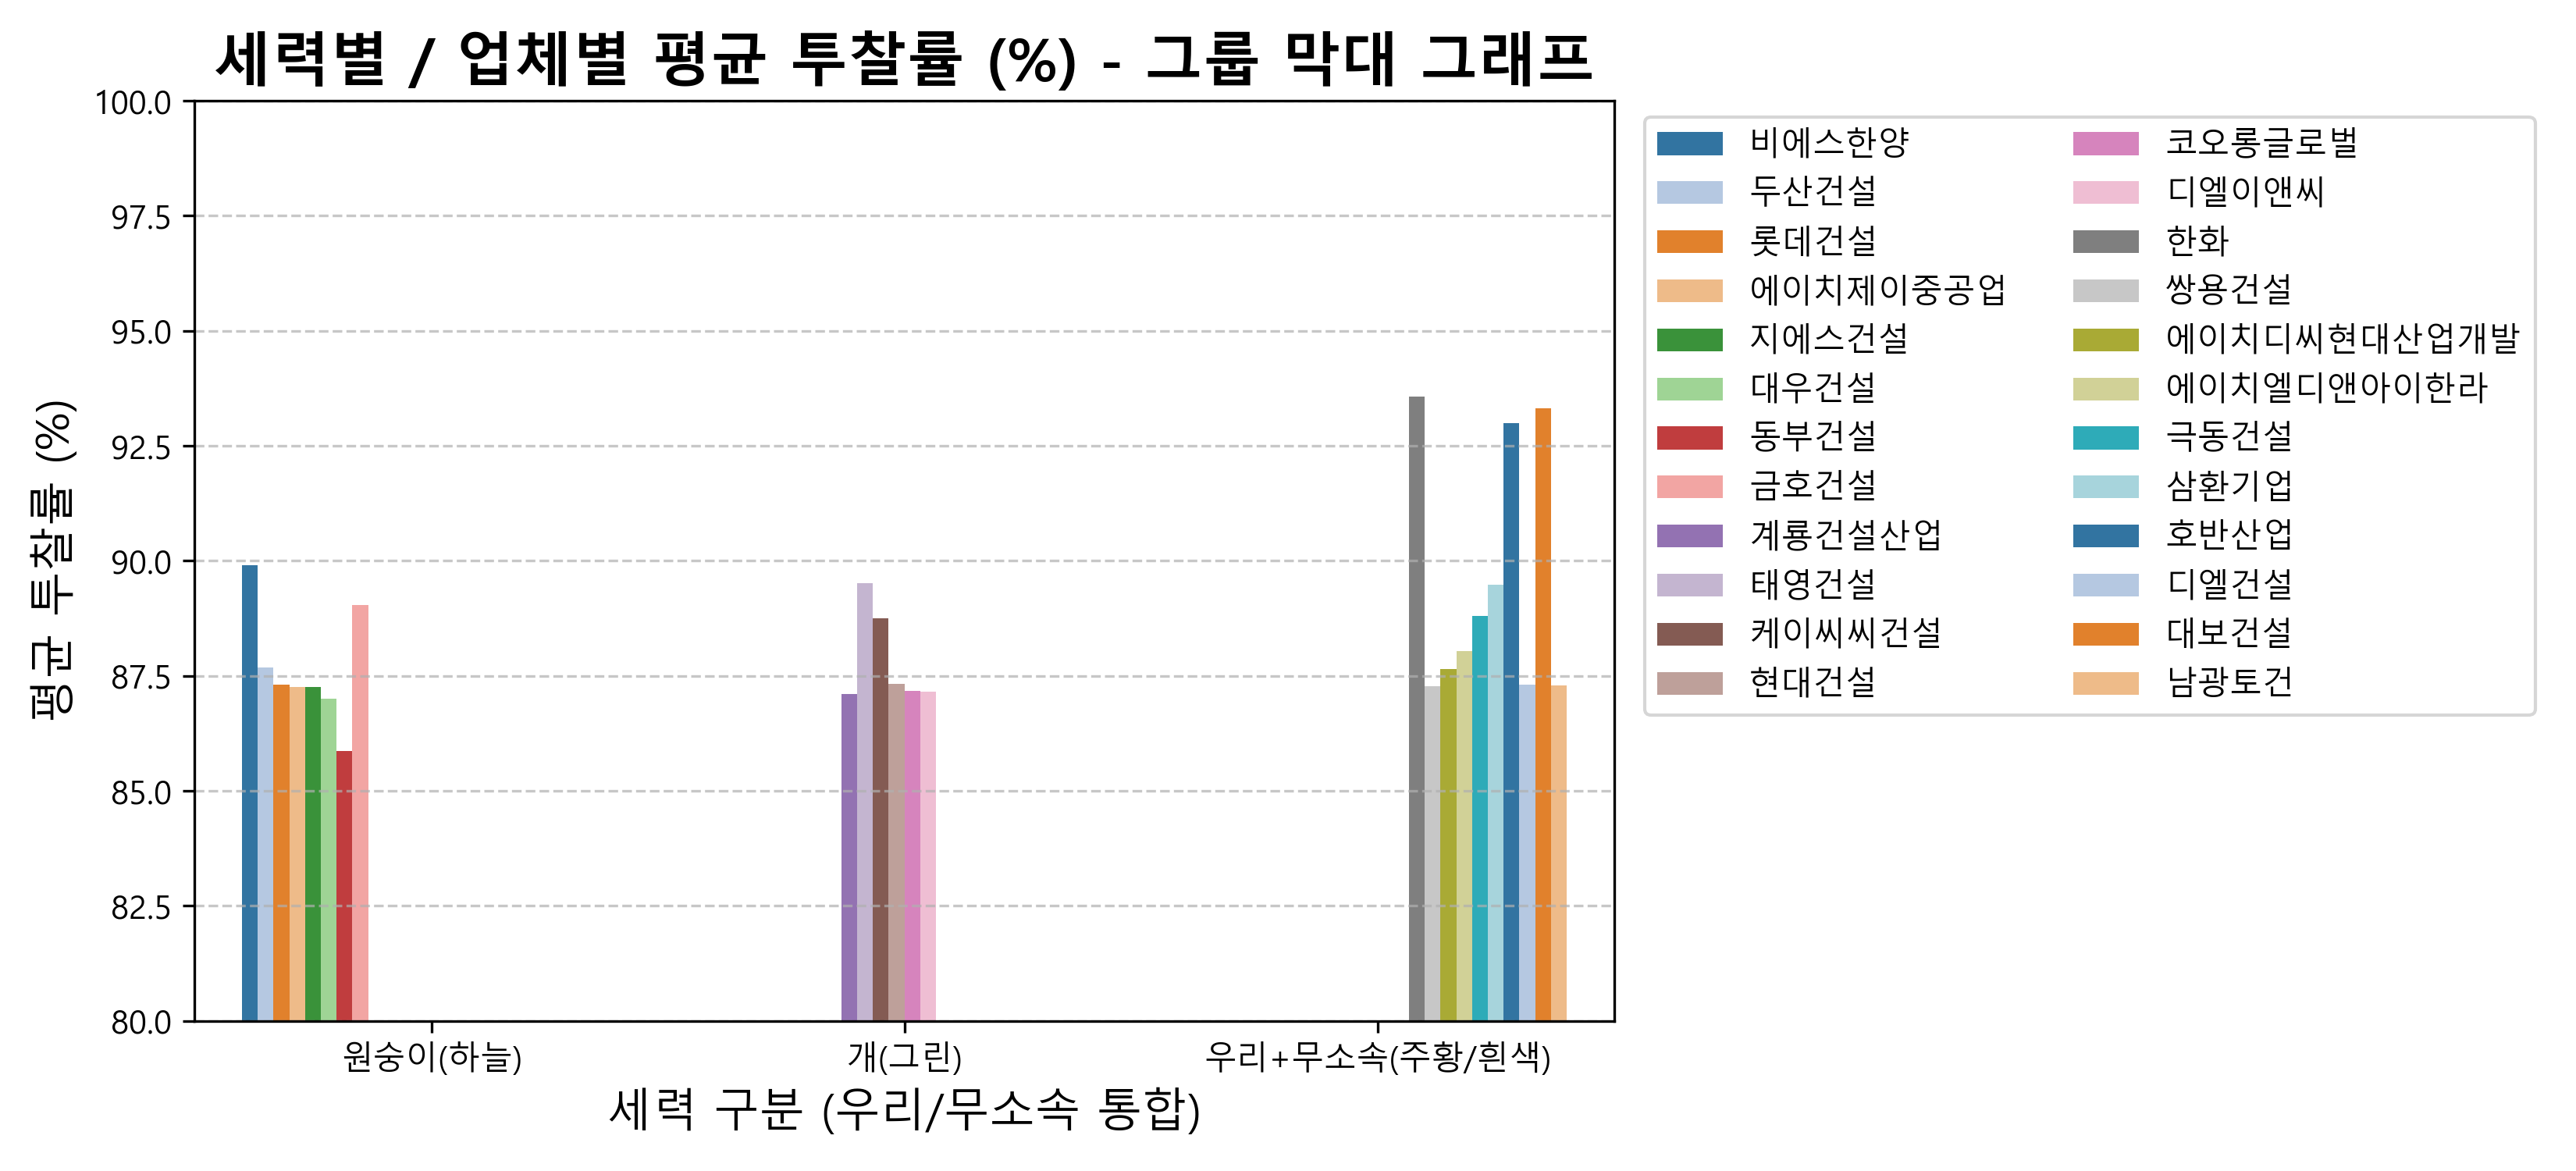 세력별 / 업체별 평균 투찰률 (%) - 그룹 막대 그래프
평균 투찰률 (%)
100.0
97.5
95.0
92.5
90.0
87.5
85.0
82.5
80.0
원숭이(하늘)
개(그린)
우리+무소속(주황/흰색)
세력 구분 (우리/무소속 통합)
비에스한양
두산건설
롯데건설
에이치제이중공업
지에스건설
대우건설
동부건설
금호건설
계룡건설산업
태영건설
케이씨씨건설
현대건설
코오롱글로벌
디엘이앤씨
한화
쌍용건설
에이치디씨현대산업개발
에이치엘디앤아이한라
극동건설
삼환기업
호반산업
디엘건설
대보건설
남광토건